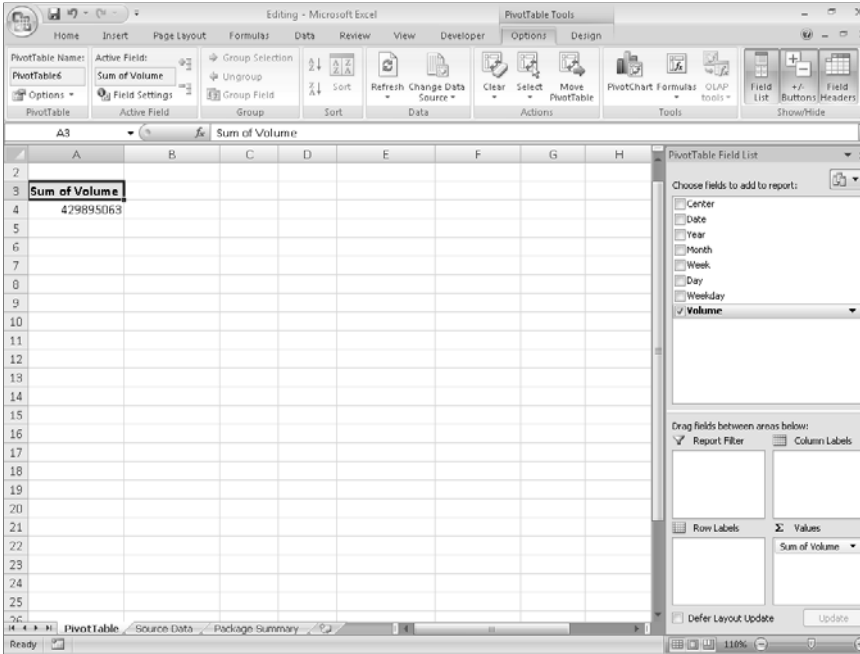 Editing - Microsoft Excel
PivotTable Tools
Home Insert Page Layout Formulas Data Review View Developer Options Design
PivotTable Name:
PivotTable6
Options
PivotTable
Active Field:
Sum of Volume
Field Settings
Active Field
Group Selection
Ungroup
Group Field
Group
Sort
Sort
Refresh
Change Data Source
Data
Clear
Select
Move PivotTable
Actions
PivotChart
Formulas
OLAP tools
Tools
Field List
+/- Buttons
Field Headers
Show/Hide
A3 fx Sum of Volume
A B C D E F G H
2
3 Sum of Volume
4 429895063
5
6
7
8
9
10
11
12
13
14
15
16
17
18
19
20
21
22
23
24
25
26
PivotTable Field List
Choose fields to add to report:
Center
Date
Year
Month
Week
Day
Weekday
Volume
Drag fields between areas below:
Report Filter
Column Labels
Row Labels
Σ Values
Sum of Volume
Defer Layout Update
Update
PivotTable Source Data Package Summary
Ready
110%